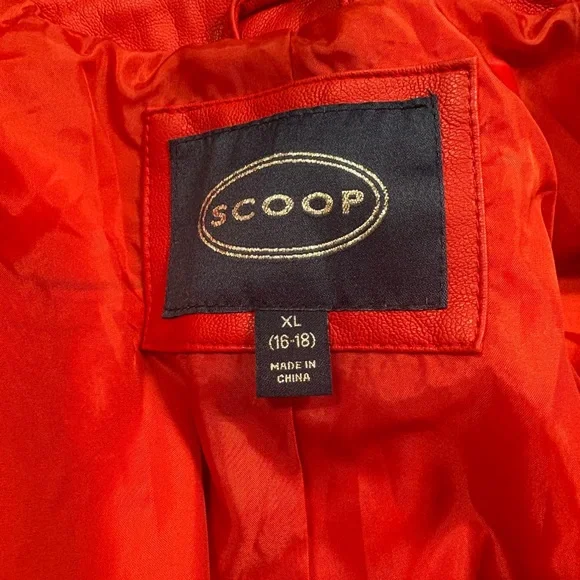 SCOOP
XL
(16-18)
MADE IN
CHINA